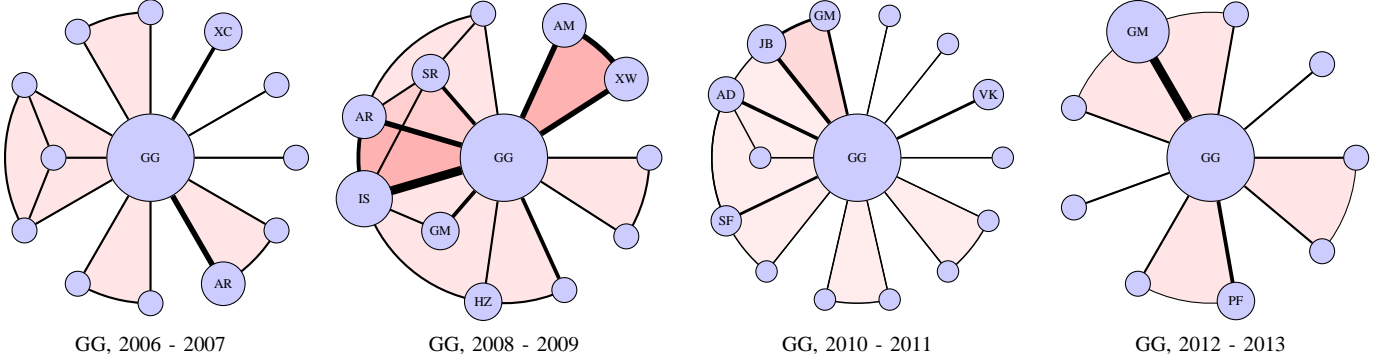 XC
GG
AR
GG, 2006 - 2007
AM
XW
SR
AR
GG
IS
GM
HZ
GG, 2008 - 2009
GM
JB
AD
VK
GG
SF
GG, 2010 - 2011
GM
GG
PF
GG, 2012 - 2013